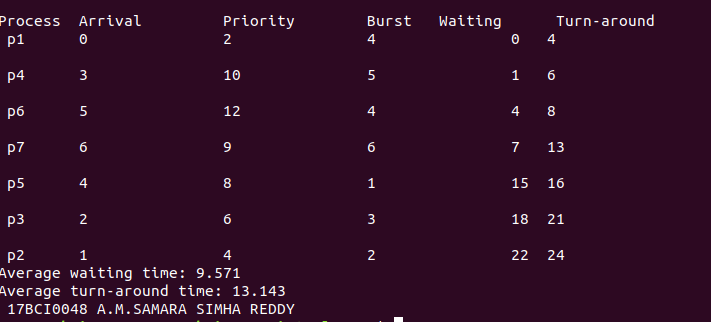 Process Arrival Priority Burst Waiting Turn-around
p1 0 2 4 0 4
p4 3 10 5 1 6
p6 5 12 4 4 8
p7 6 9 6 7 13
p5 4 8 1 15 16
p3 2 6 3 18 21
p2 1 4 2 22 24
Average waiting time: 9.571
Average turn-around time: 13.143
17BCI0048 A.M.SAMARA SIMHA REDDY